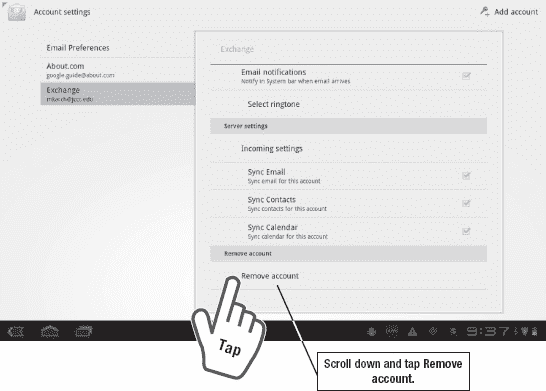 Account settings
Add account
Email Preferences
About.com
google.guide@about.com
Exchange
Exchange
Email notifications
Notify in System bar when email arrives
Select ringtone
Server settings
Incoming settings
Sync Email
Sync email for this account
Sync Contacts
Sync contacts for this account
Sync Calendar
Sync calendar for this account
Remove account
Remove account
Tap
9:37
Scroll down and tap Remove
account.